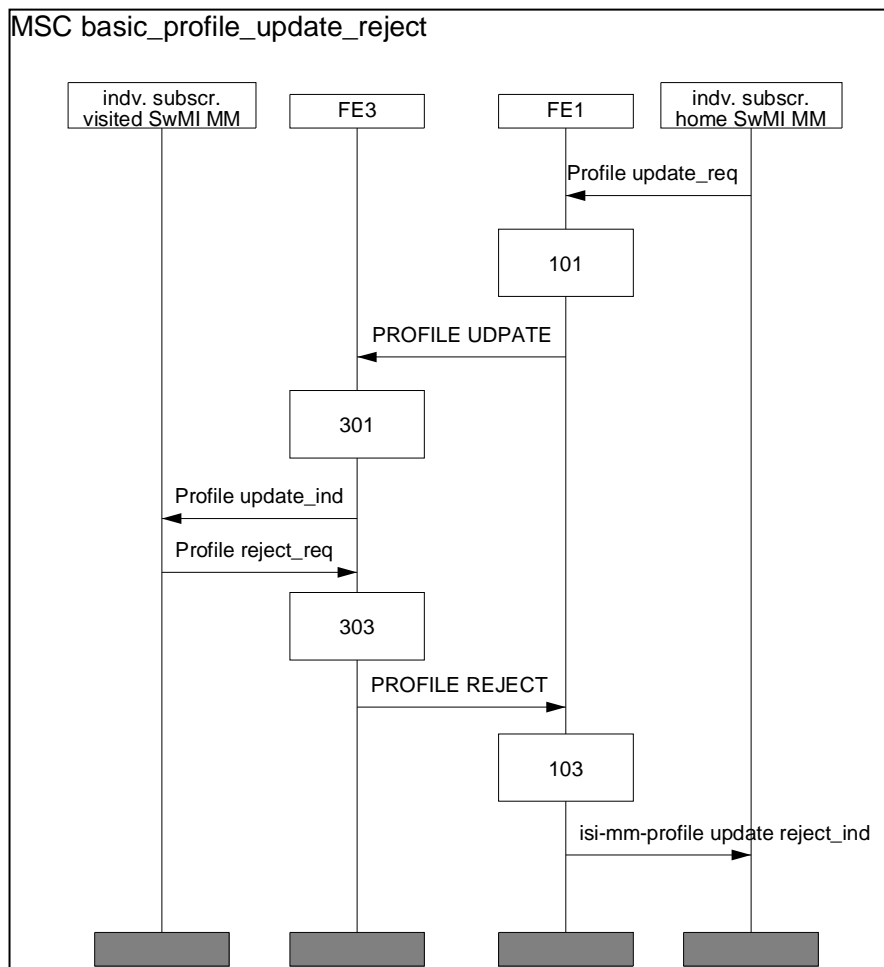 MSC basic_profile_update_reject
indv. subscr.
visited SwMI MM
FE3
FE1
indv. subscr.
home SwMI MM
Profile update_req
101
PROFILE UDPATE
301
Profile update_ind
Profile reject_req
303
PROFILE REJECT
103
isi-mm-profile update reject_ind